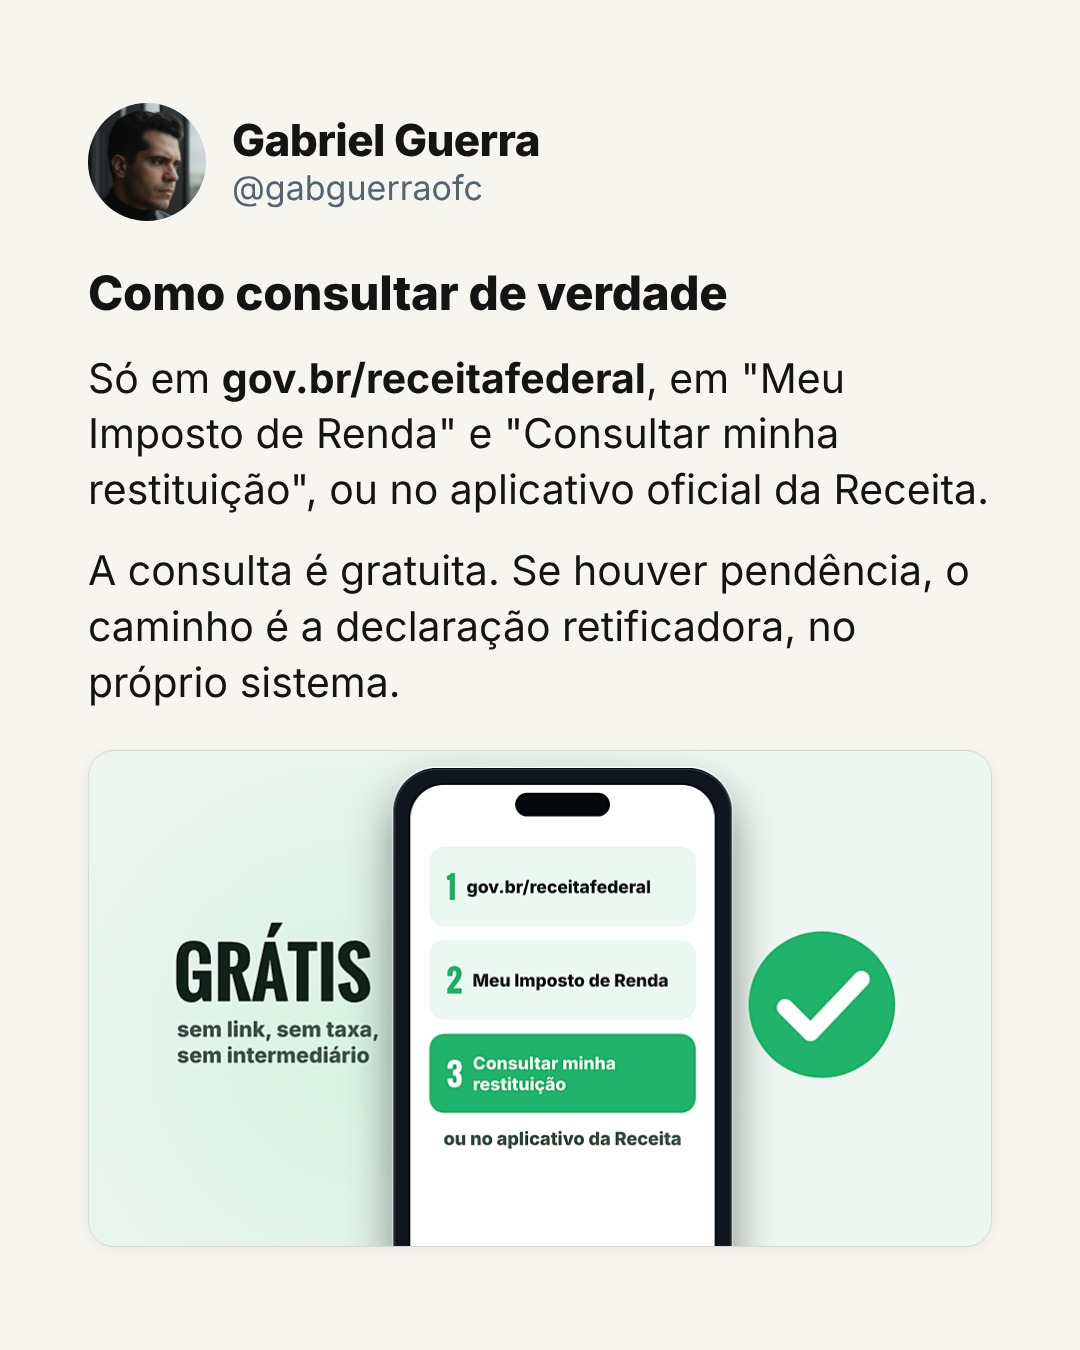 Gabriel Guerra
@gabguerraofc
Como consultar de verdade
Só em gov.br/receitafederal, em "Meu
Imposto de Renda" e "Consultar minha
restituição", ou no aplicativo oficial da Receita.
A consulta é gratuita. Se houver pendência, o
caminho é a declaração retificadora, no
próprio sistema.
GRÁTIS
sem link, sem taxa,
sem intermediário
1 gov.br/receitafederal
2 Meu Imposto de Renda
3 Consultar minha
restituição
ou no aplicativo da Receita